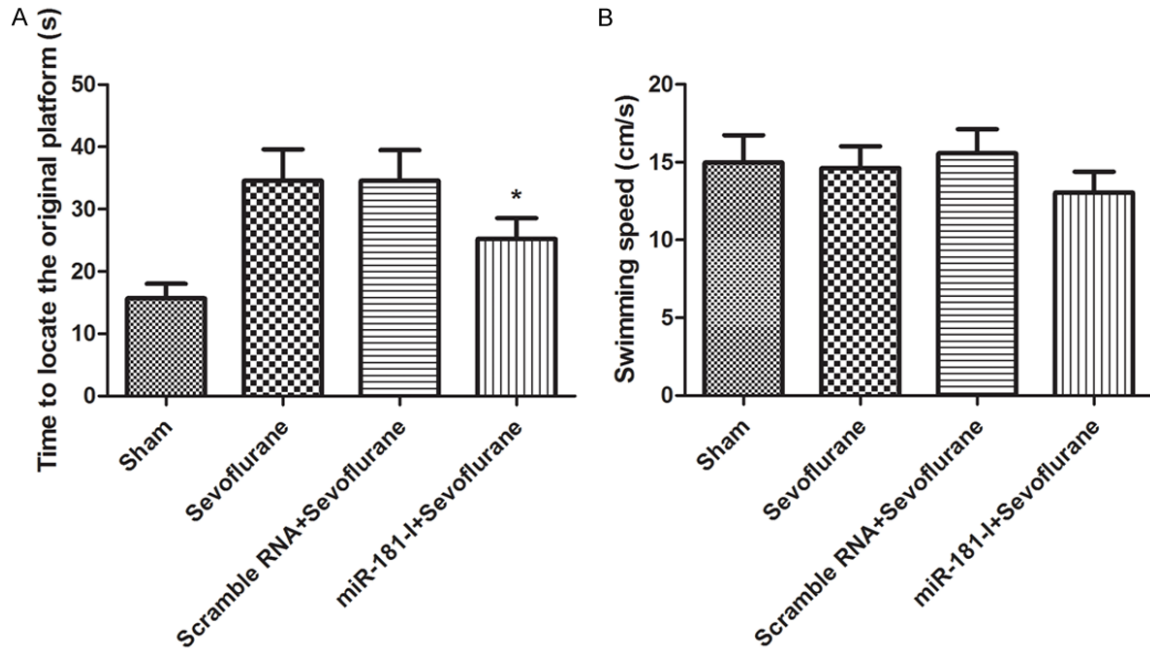 A
Time to locate the original platform (s)
50
40
30
20
10
0
*
Sham
Sevoflurane
Scramble RNA+Sevoflurane
miR-181-I+Sevoflurane
B
Swimming speed (cm/s)
20
15
10
5
0
Sham
Sevoflurane
Scramble RNA+Sevoflurane
miR-181-I+Sevoflurane